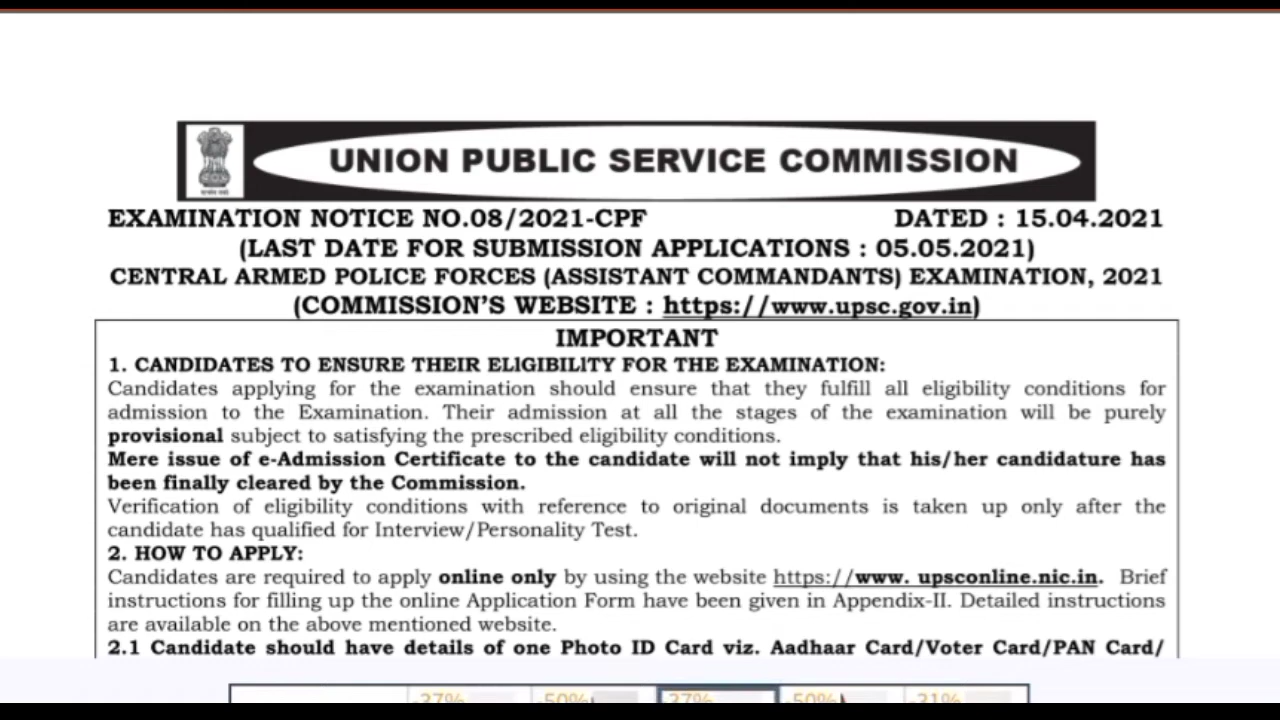 UNION PUBLIC SERVICE COMMISSION
EXAMINATION NOTICE NO.08/2021-CPF DATED : 15.04.2021
(LAST DATE FOR SUBMISSION APPLICATIONS : 05.05.2021)
CENTRAL ARMED POLICE FORCES (ASSISTANT COMMANDANTS) EXAMINATION, 2021
(COMMISSION'S WEBSITE : https://www.upsc.gov.in)
IMPORTANT
1. CANDIDATES TO ENSURE THEIR ELIGIBILITY FOR THE EXAMINATION:
Candidates applying for the examination should ensure that they fulfill all eligibility conditions for
admission to the Examination. Their admission at all the stages of the examination will be purely
provisional subject to satisfying the prescribed eligibility conditions.
Mere issue of e-Admission Certificate to the candidate will not imply that his/her candidature has
been finally cleared by the Commission.
Verification of eligibility conditions with reference to original documents is taken up only after the
candidate has qualified for Interview/Personality Test.
2. HOW TO APPLY:
Candidates are required to apply online only by using the website https://www. upsconline.nic.in. Brief
instructions for filling up the online Application Form have been given in Appendix-II. Detailed instructions
are available on the above mentioned website.
2.1 Candidate should have details of one Photo ID Card viz. Aadhaar Card/Voter Card/PAN Card/
-37% -50% 37% -50% -31%